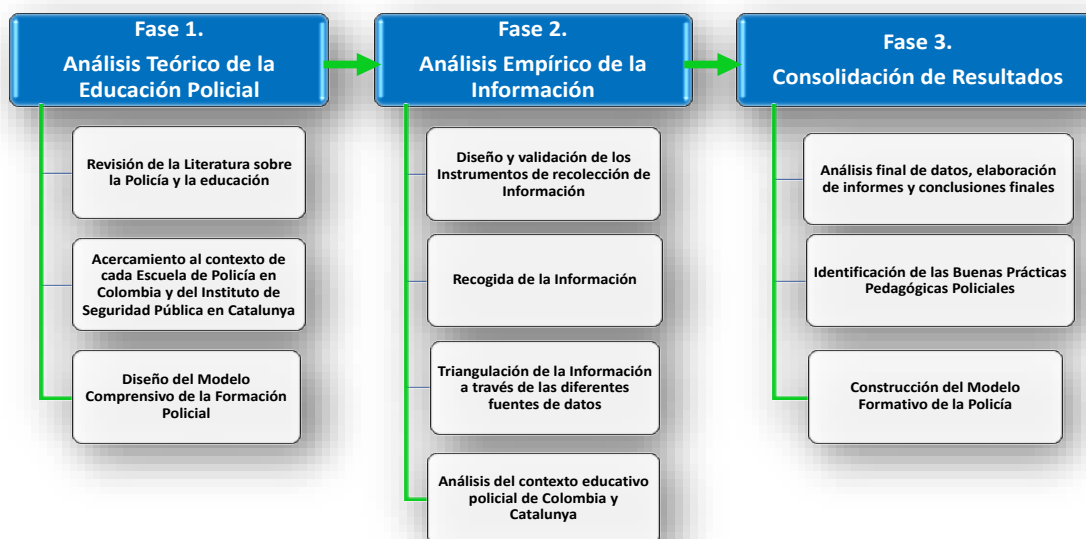 Fase 1.
Análisis Teórico de la
Educación Policial
Revisión de la Literatura sobre
la Policía y la educación
Acercamiento al contexto de
cada Escuela de Policía en
Colombia y del Instituto de
Seguridad Pública en Catalunya
Diseño del Modelo
Comprensivo de la Formación
Policial
Fase 2.
Análisis Empírico de la
Información
Diseño y validación de los
Instrumentos de recolección de
Información
Recogida de la Información
Triangulación de la Información
a través de las diferentes
fuentes de datos
Análisis del contexto educativo
policial de Colombia y
Catalunya
Fase 3.
Consolidación de Resultados
Análisis final de datos, elaboración
de informes y conclusiones finales
Identificación de las Buenas Prácticas
Pedagógicas Policiales
Construcción del Modelo
Formativo de la Policía